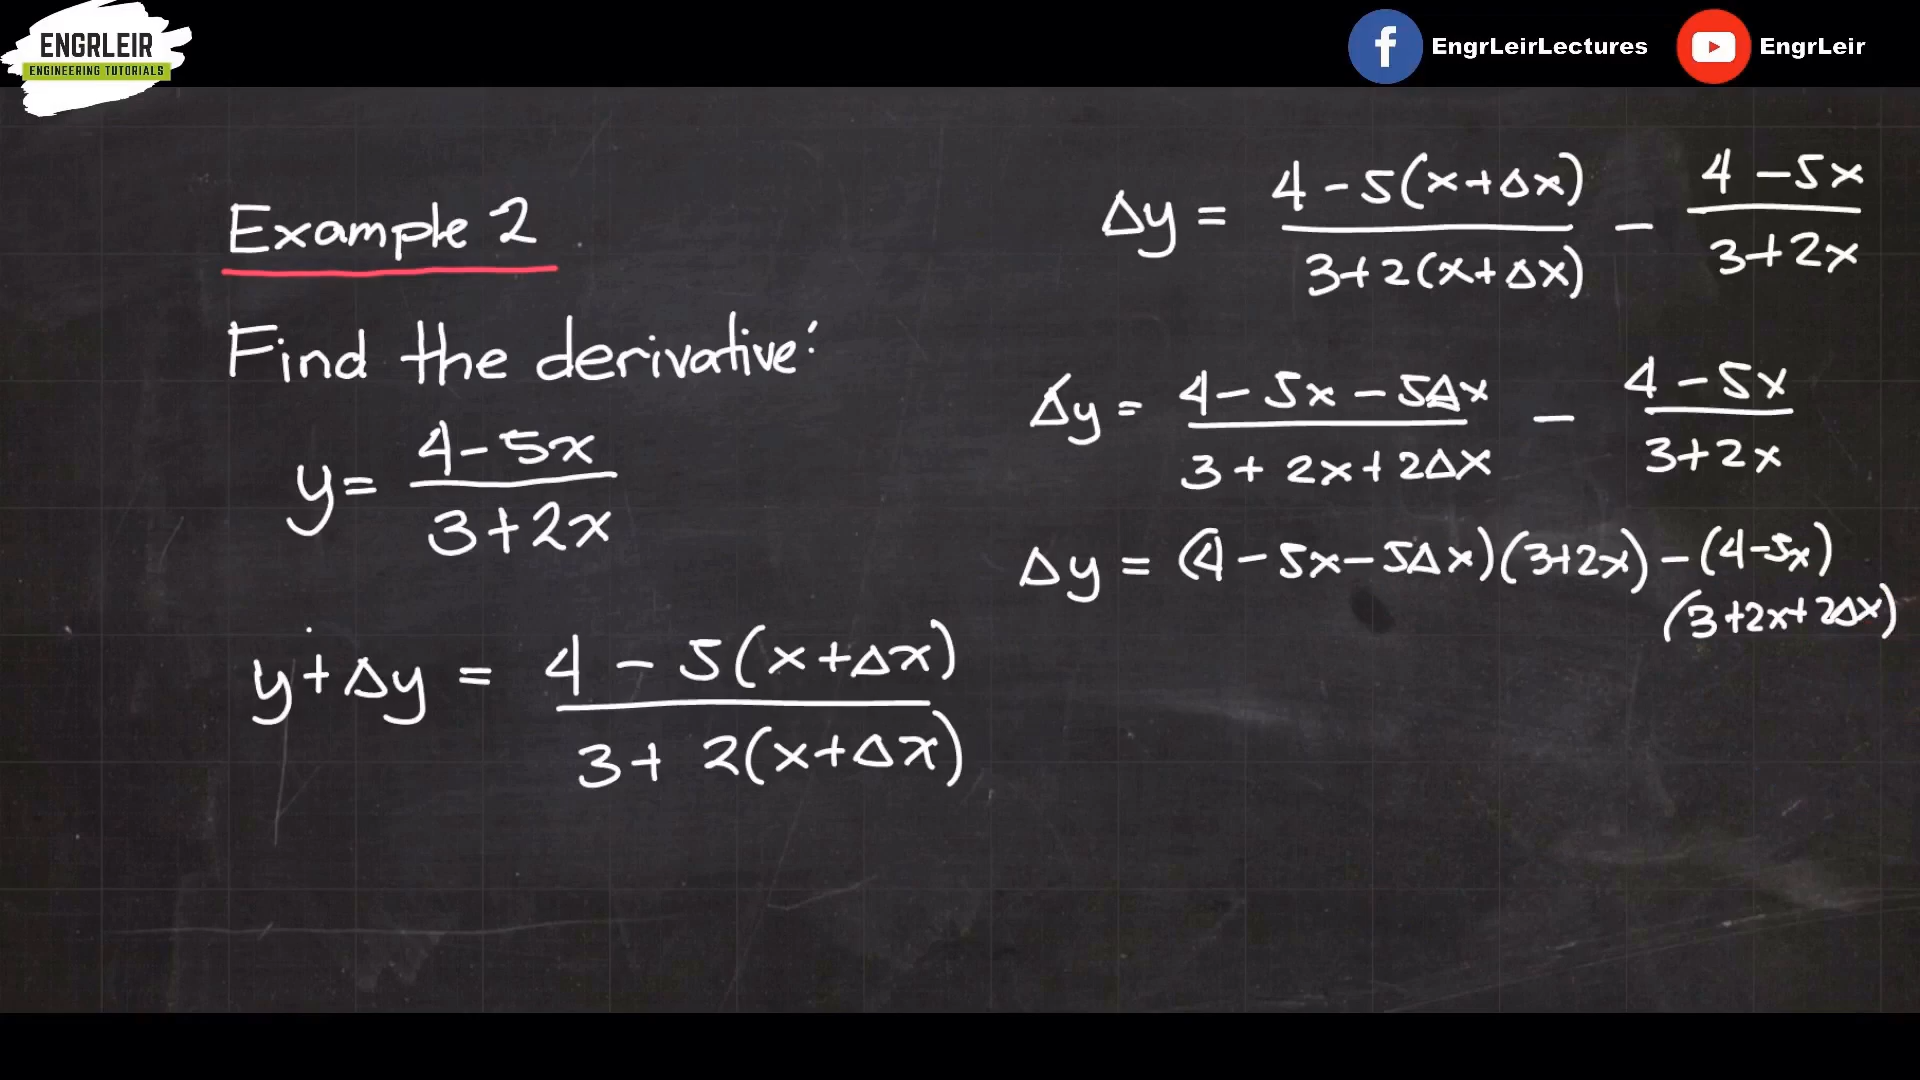 ENGRLEIR
ENGINEERING TUTORIALS
EngrLeirLectures
EngrLeir
Example 2
Find the derivative:
y = (4-5x)/(3+2x)
y+Δy = (4 - 5(x+Δx))/(3+ 2(x+Δx))
Δy = (4-5(x+Δx))/(3+2(x+Δx)) - (4-5x)/(3+2x)
Δy = (4-5x-5Δx)/(3+2x+2Δx) - (4-5x)/(3+2x)
Δy = (4-5x-5Δx)(3+2x)-(4-5x)
(3+2x+2Δx)